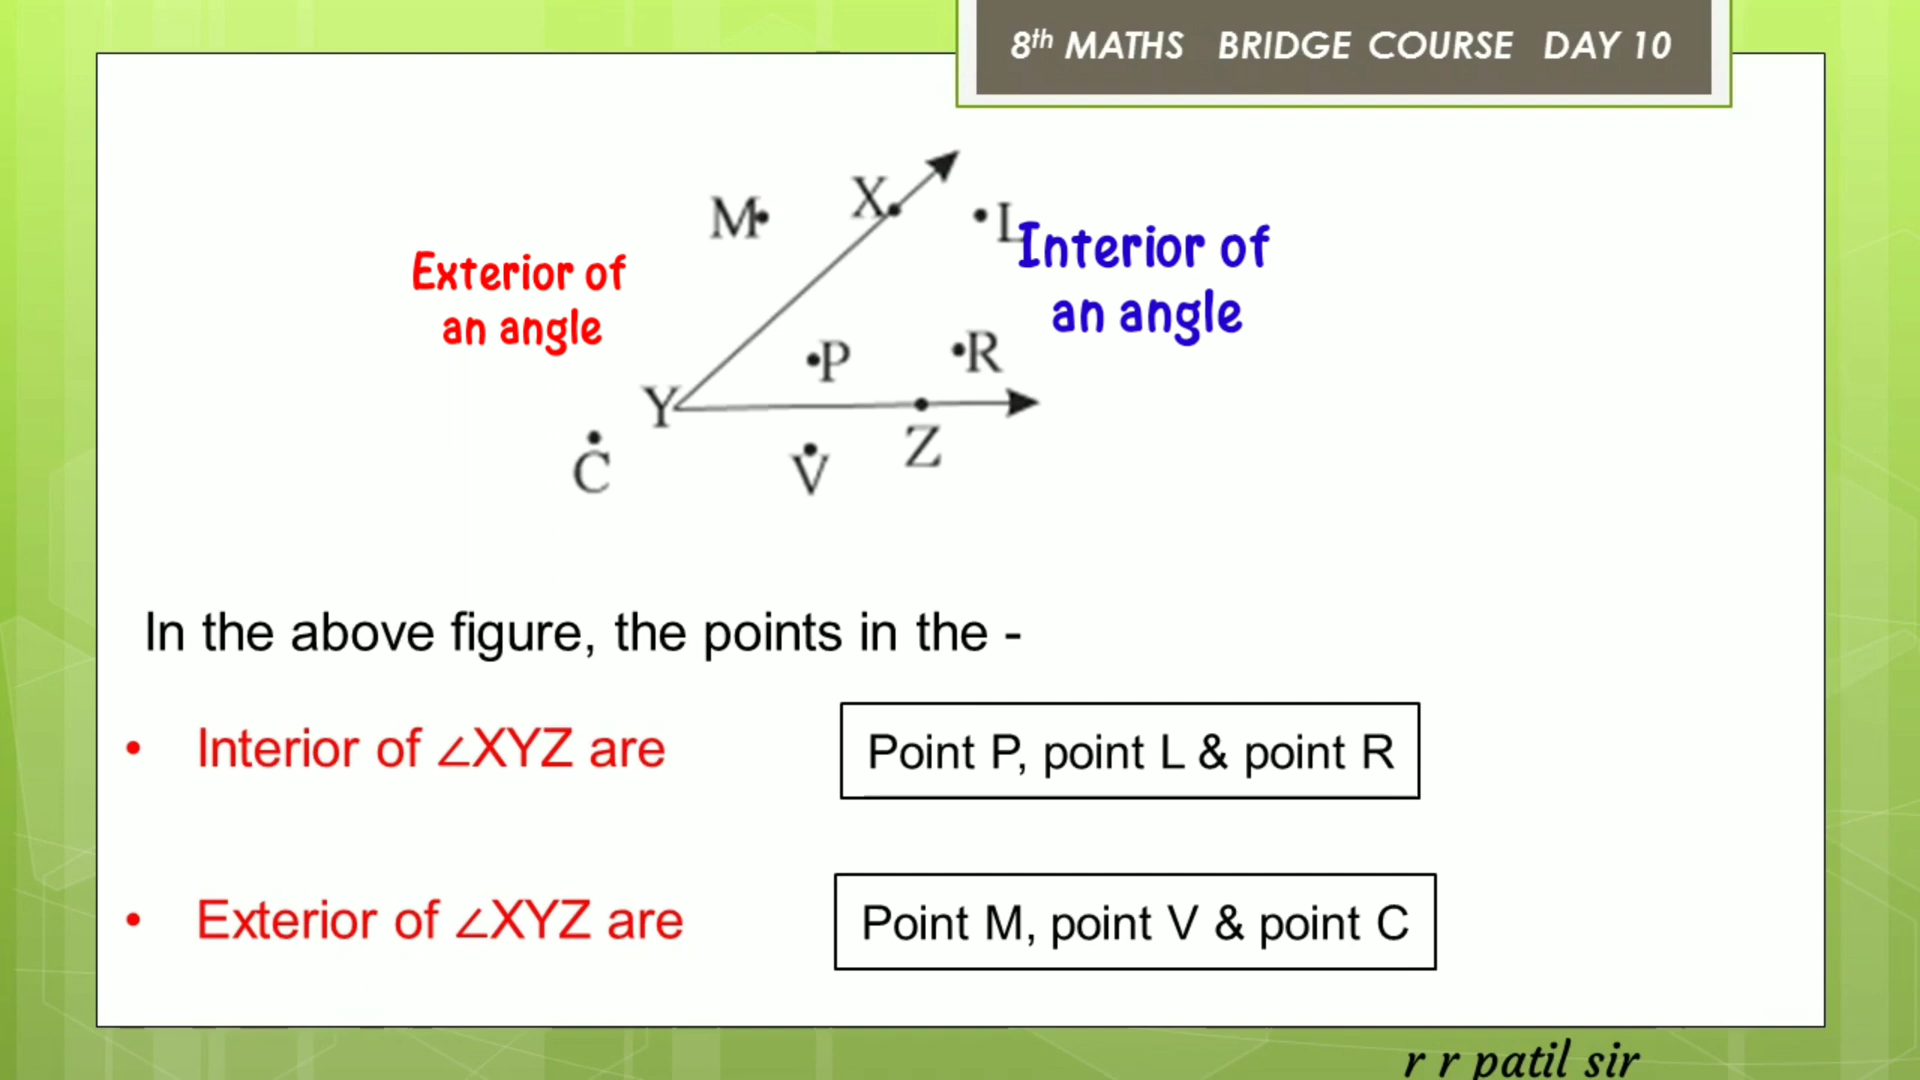 8th MATHS BRIDGE COURSE DAY 10
X
M
L
Interior of
an angle
Exterior of
an angle
P
R
Y
Z
C
V
In the above figure, the points in the -
• Interior of ∠XYZ are
Point P, point L & point R
• Exterior of ∠XYZ are
Point M, point V & point C
r r patil sir